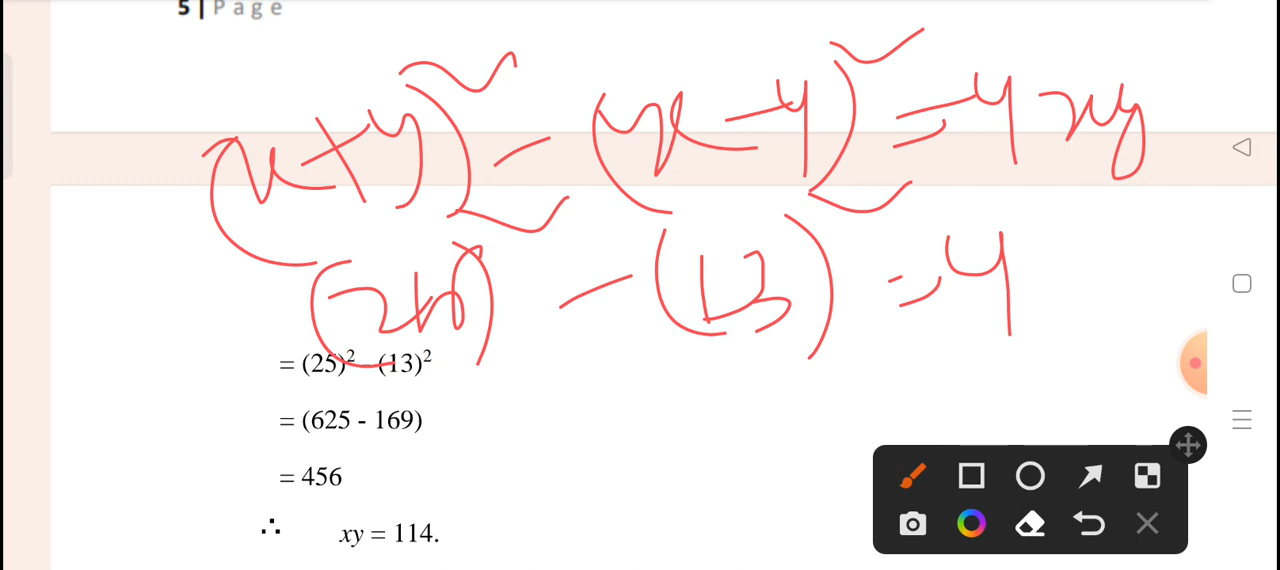 5 | Page
(x+y)² - (x-y)² = 4xy
(25)² - (13)² = 4
= (25)² - (13)²
= (625 - 169)
= 456
∴ xy = 114.